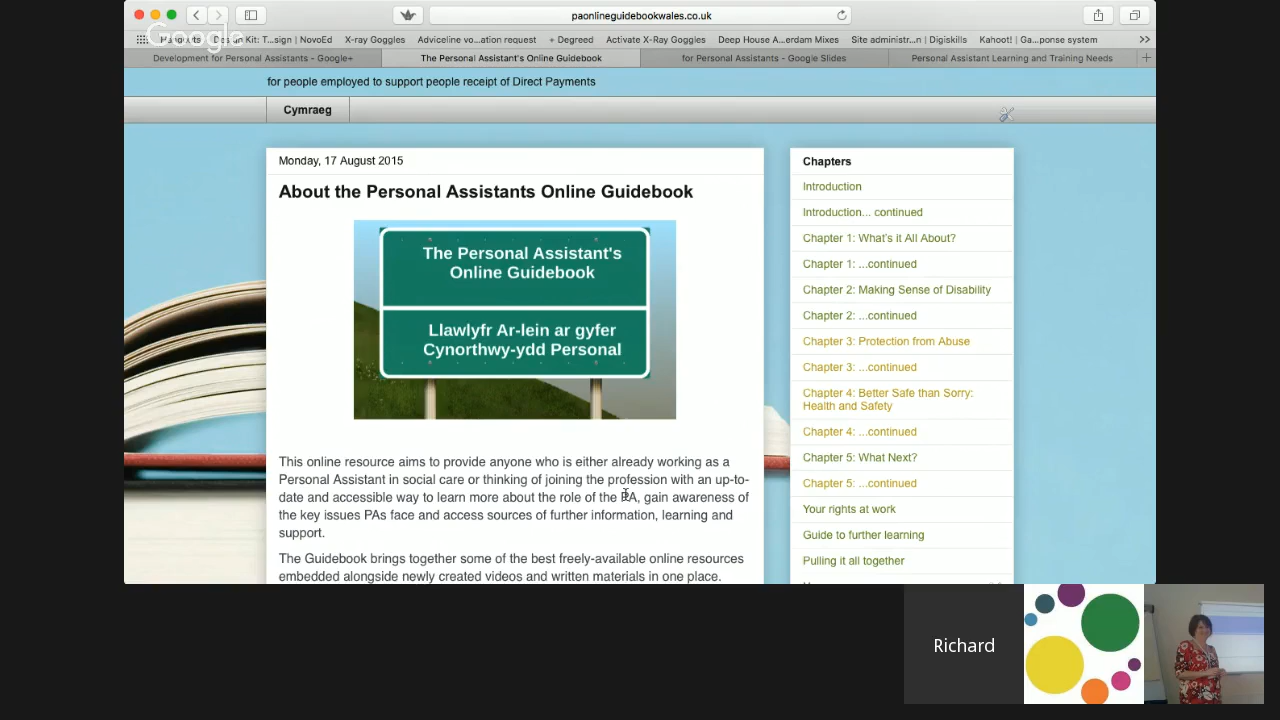 paonlineguidebookwales.co.uk
Google
Hangouts Design Kit: T...sign | NovoEd X-ray Goggles Adviceline vo...ation request + Degreed Activate X-Ray Goggles Deep House A...erdam Mixes Site administr...n | Digiskills Kahoot! | Ga...ponse system
Development for Personal Assistants - Google+ The Personal Assistant's Online Guidebook for Personal Assistants - Google Slides Personal Assistant Learning and Training Needs
for people employed to support people receipt of Direct Payments
Cymraeg
Monday, 17 August 2015
About the Personal Assistants Online Guidebook
The Personal Assistant's
Online Guidebook
Llawlyfr Ar-lein ar gyfer
Cynorthwy-ydd Personal
This online resource aims to provide anyone who is either already working as a
Personal Assistant in social care or thinking of joining the profession with an up-to-
date and accessible way to learn more about the role of the PA, gain awareness of
the key issues PAs face and access sources of further information, learning and
support.
The Guidebook brings together some of the best freely-available online resources
embedded alongside newly created videos and written materials in one place.
Chapters
Introduction
Introduction... continued
Chapter 1: What's it All About?
Chapter 1: ...continued
Chapter 2: Making Sense of Disability
Chapter 2: ...continued
Chapter 3: Protection from Abuse
Chapter 3: ...continued
Chapter 4: Better Safe than Sorry:
Health and Safety
Chapter 4: ...continued
Chapter 5: What Next?
Chapter 5: ...continued
Your rights at work
Guide to further learning
Pulling it all together
Richard